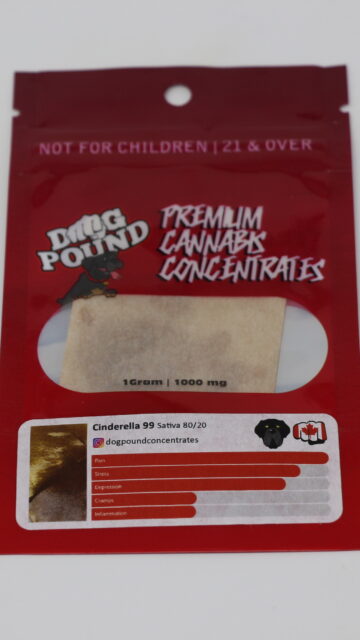 NOT FOR CHILDREN | 21 & OVER
DAWG
POUND
PREMIUM
CANNABIS
CONCENTRATES
1Gram | 1000 mg
Cinderella 99 Sativa 80/20
dogpoundconcentrates
Pain
Stress
Depression
Cramps
Inflammation